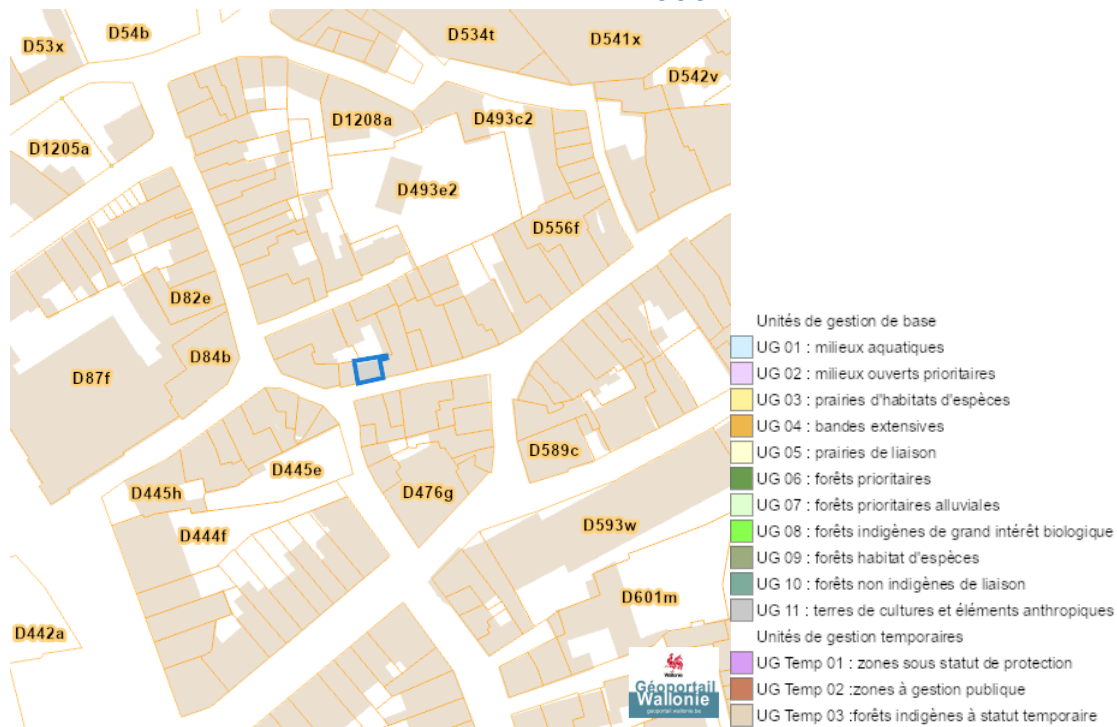 D54b
D53x
D534t
D541x
D542v
D1208a
D493c2
D1205a
D493e2
D556f
D82e
D84b
D87f
D589c
D445e
D445h
D476g
D444f
D593w
D601m
D442a
Wallonie
Géoportail
Wallonie
geoportail.wallonie.be
Unités de gestion de base
UG 01 : milieux aquatiques
UG 02 : milieux ouverts prioritaires
UG 03 : prairies d'habitats d'espèces
UG 04 : bandes extensives
UG 05 : prairies de liaison
UG 06 : forêts prioritaires
UG 07 : forêts prioritaires alluviales
UG 08 : forêts indigènes de grand intérêt biologique
UG 09 : forêts habitat d'espèces
UG 10 : forêts non indigènes de liaison
UG 11 : terres de cultures et éléments anthropiques
Unités de gestion temporaires
UG Temp 01 : zones sous statut de protection
UG Temp 02 :zones à gestion publique
UG Temp 03 :forêts indigènes à statut temporaire